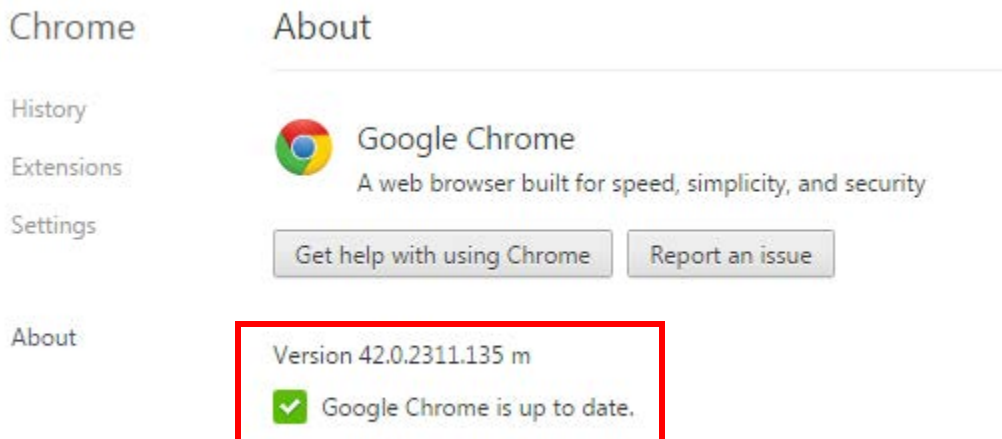 Chrome
About
History
Google Chrome
Extensions
A web browser built for speed, simplicity, and security
Settings
Get help with using Chrome
Report an issue
About
Version 42.0.2311.135 m
Google Chrome is up to date.